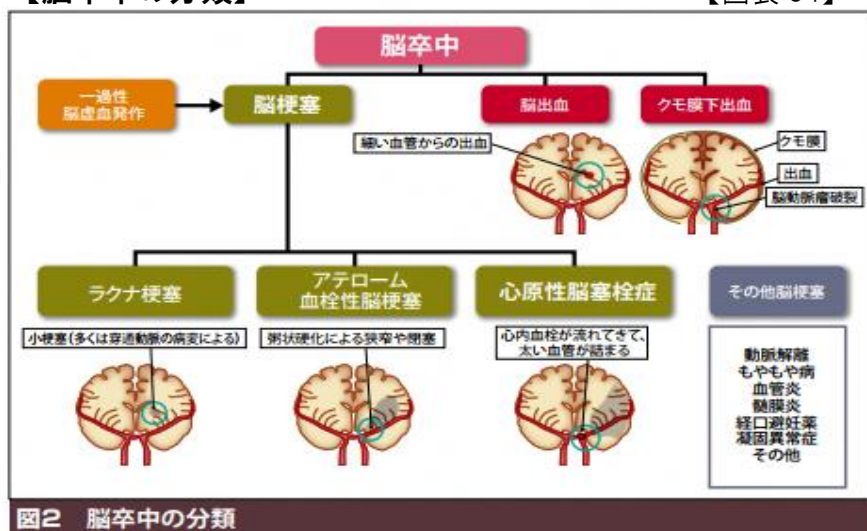 脳卒中
一過性
脳虚血発作
脳梗塞
脳出血
クモ膜下出血
細い血管からの出血
クモ膜
出血
脳動脈瘤破裂
ラクナ梗塞
アテローム
血栓性脳梗塞
心原性脳塞栓症
その他脳梗塞
小梗塞(多くは穿通動脈の病変による)
粥状硬化による狭窄や閉塞
心内血栓が流れてきて、
太い血管が詰まる
動脈解離
もやもや病
血管炎
髄膜炎
経口避妊薬
凝固異常症
その他
図2 脳卒中の分類